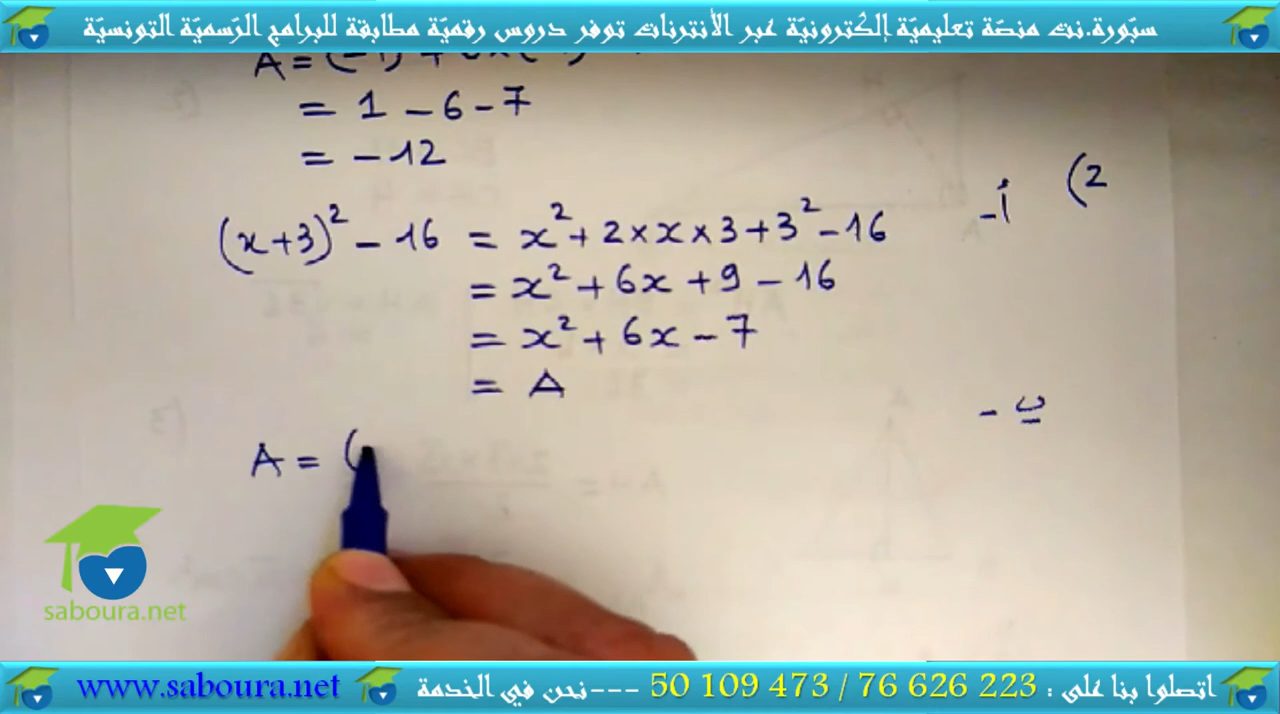 سبّورة.نت منصّة تعليميّة إلكترونيّة عبر الأنترنات توفر دروس رقميّة مطابقة للبرامج الرّسميّة التونسيّة
= 1 - 6 - 7
= -12
2)
أ-
(x+3)² - 16 = x² + 2×x×3 + 3² - 16
= x² + 6x + 9 - 16
= x² + 6x - 7
= A
ب -
A = (
saboura.net
اتصلوا بنا على : 50 109 473 / 76 626 223 ---نحن في الخدمة
www.saboura.net